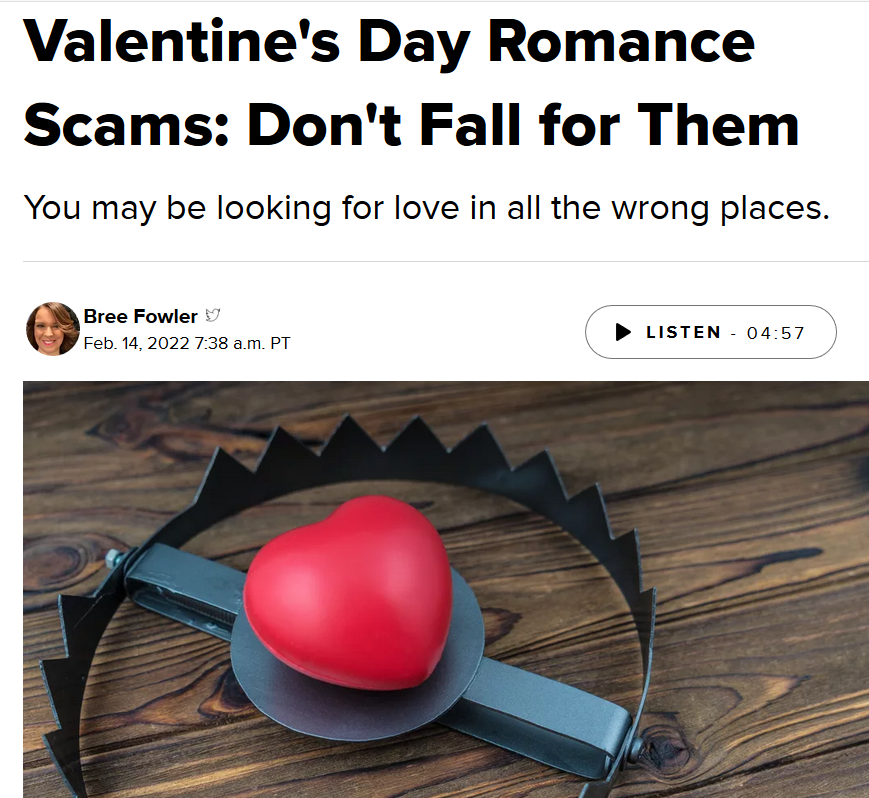 Valentine's Day Romance
Scams: Don't Fall for Them
You may be looking for love in all the wrong places.
Bree Fowler
Feb. 14, 2022 7:38 a.m. PT
LISTEN - 04:57